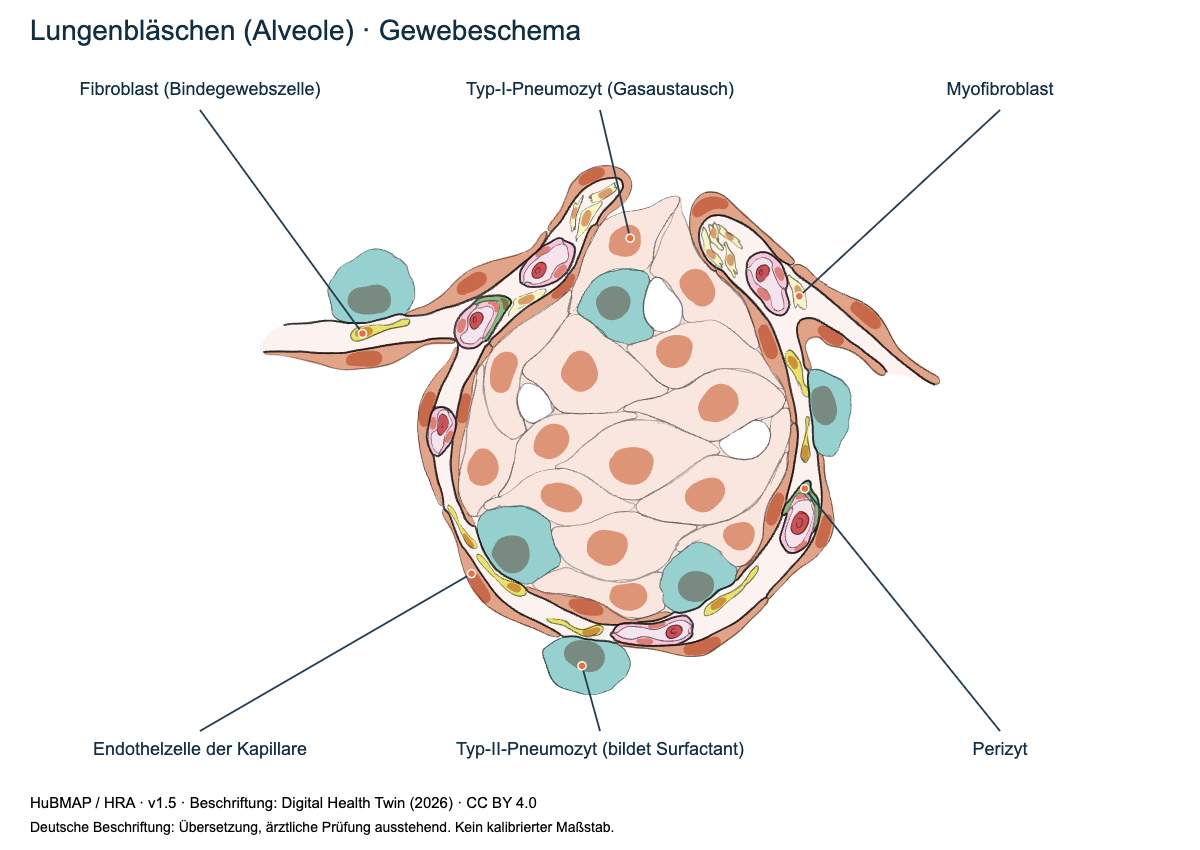 Lungenbläschen (Alveole) · Gewebeschema
Fibroblast (Bindegewebszelle)
Typ-I-Pneumozyt (Gasaustausch)
Myofibroblast
Endothelzelle der Kapillare
Typ-II-Pneumozyt (bildet Surfactant)
Perizyt
HuBMAP / HRA · v1.5 · Beschriftung: Digital Health Twin (2026) · CC BY 4.0
Deutsche Beschriftung: Übersetzung, ärztliche Prüfung ausstehend. Kein kalibrierter Maßstab.